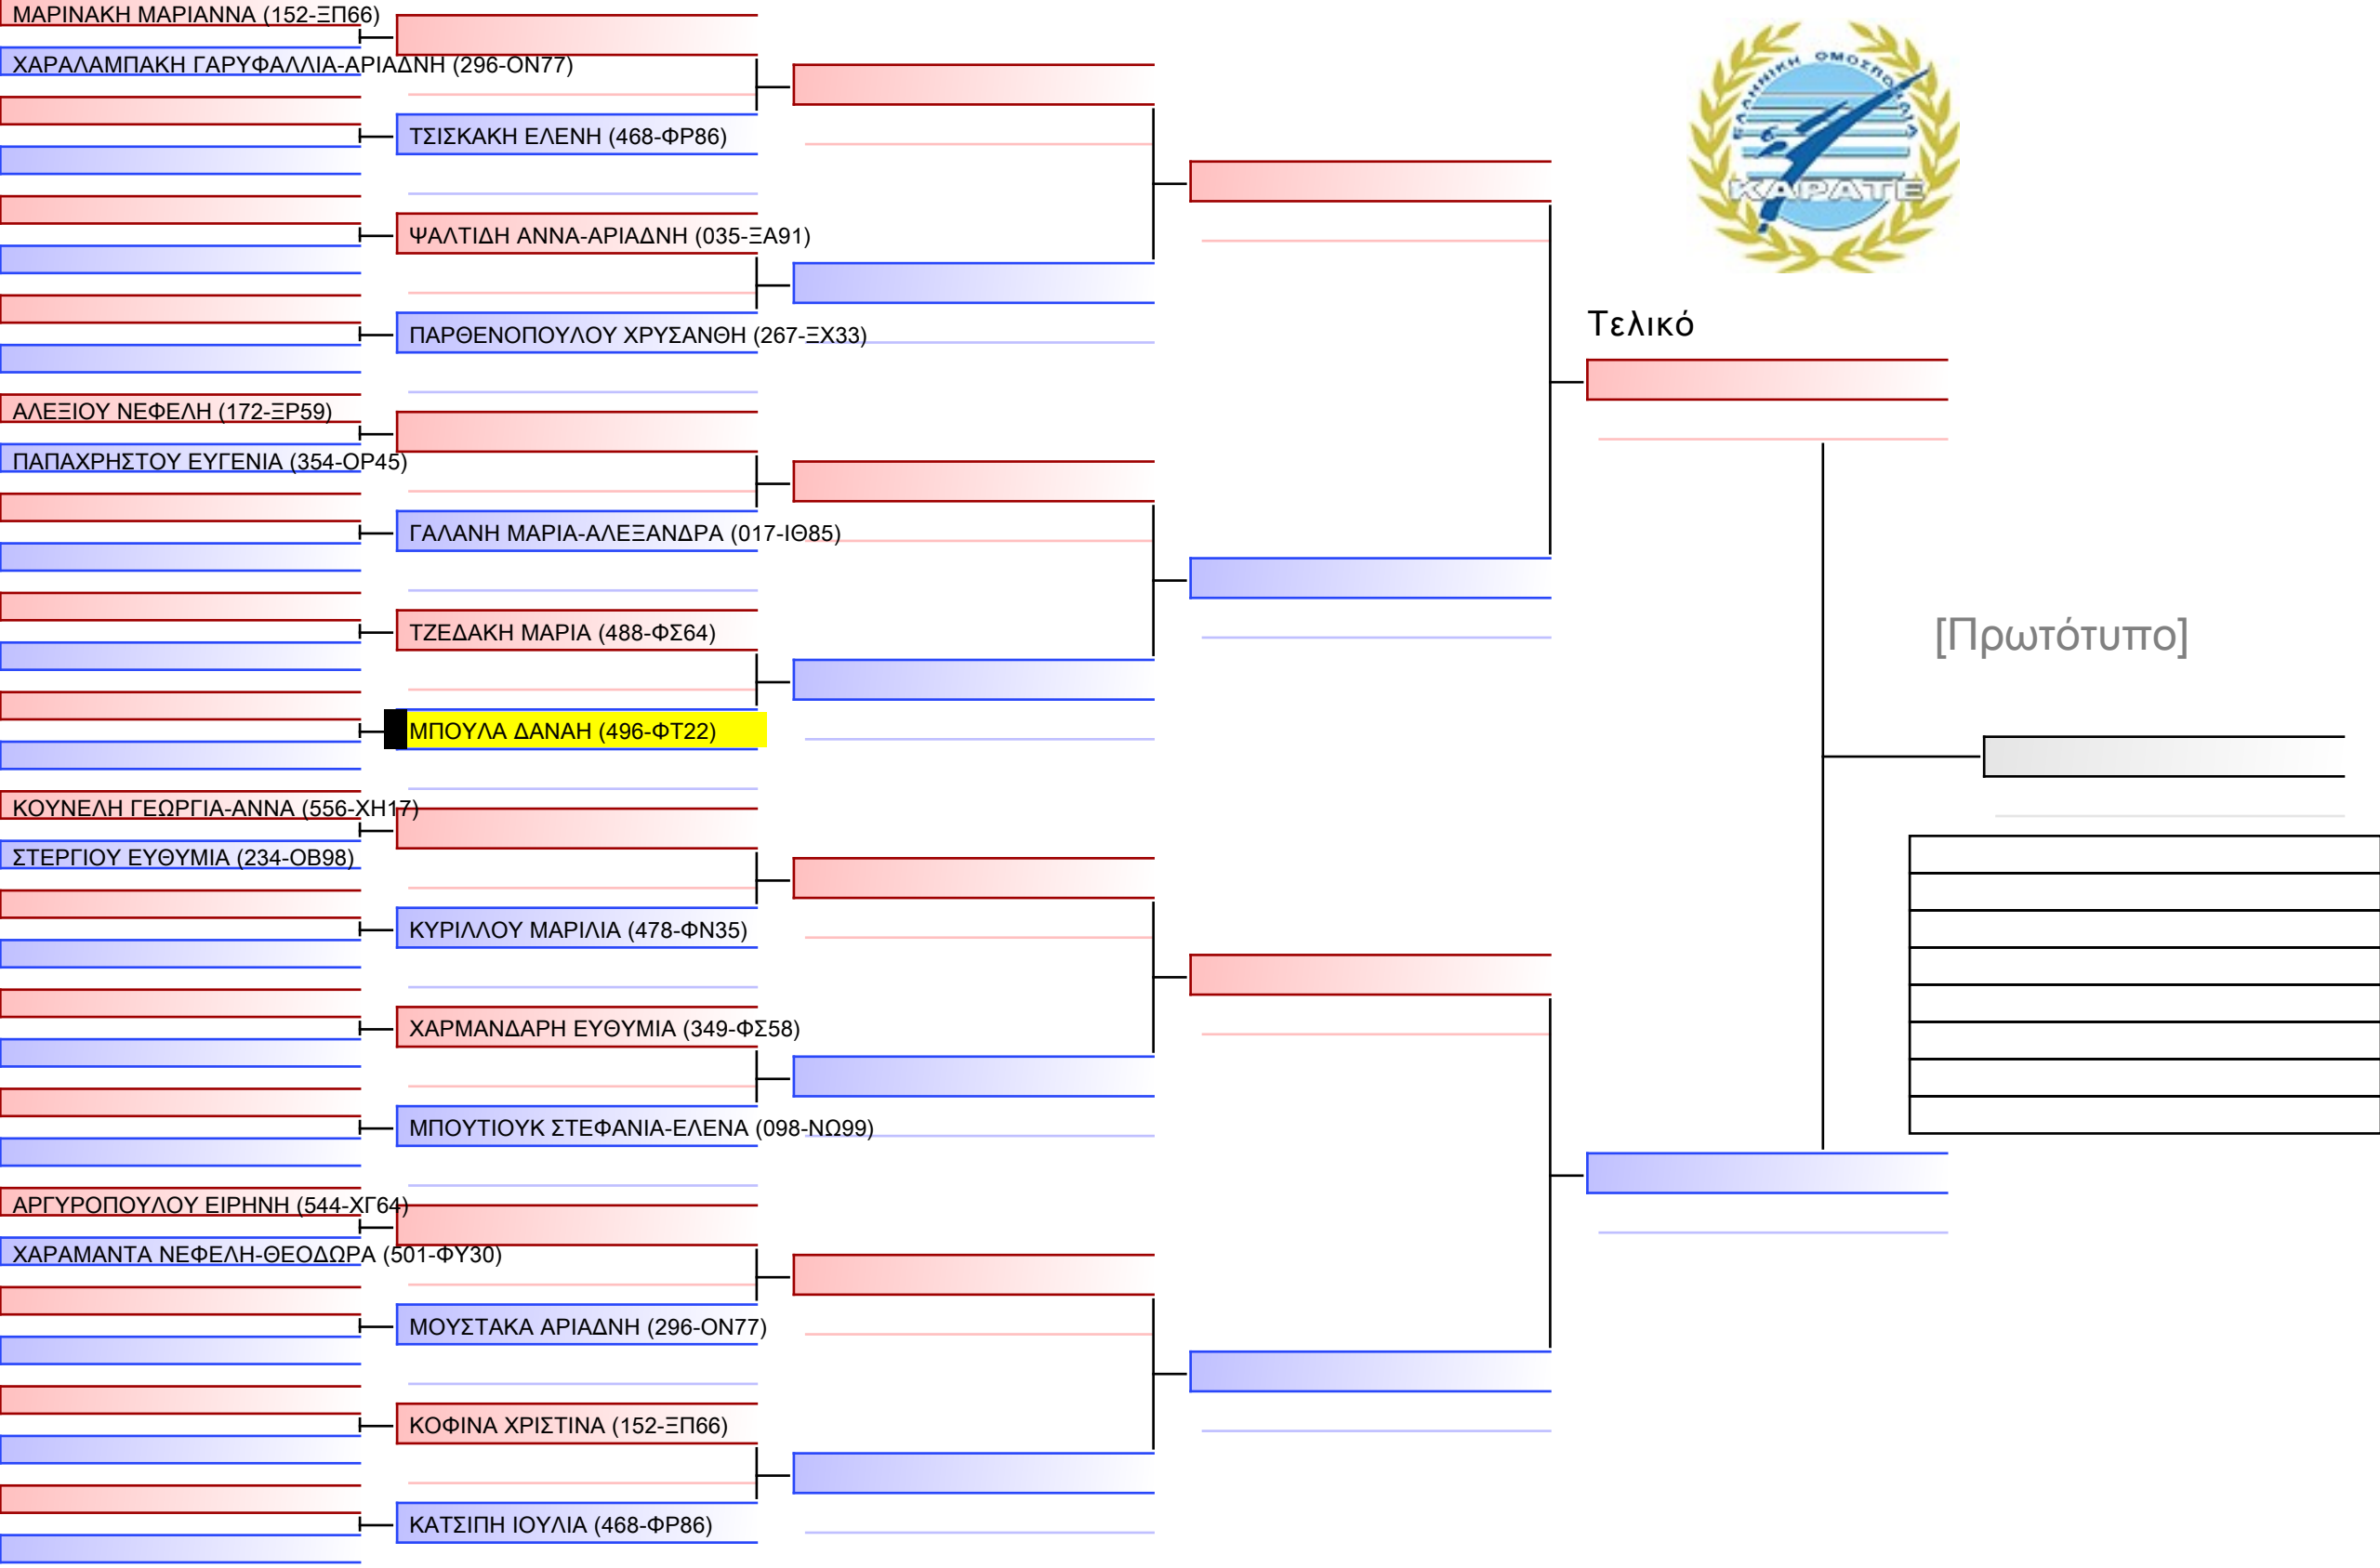 ΜΑΡΙΝΑΚΗ ΜΑΡΙΑΝΝΑ (152-ΞΠ66)
ΧΑΡΑΛΑΜΠΑΚΗ ΓΑΡΥΦΑΛΛΙΑ-ΑΡΙΑΔΝΗ (296-ΟΝ77)
ΤΣΙΣΚΑΚΗ ΕΛΕΝΗ (468-ΦΡ86)
ΨΑΛΤΙΔΗ ΑΝΝΑ-ΑΡΙΑΔΝΗ (035-ΞΑ91)
ΠΑΡΘΕΝΟΠΟΥΛΟΥ ΧΡΥΣΑΝΘΗ (267-ΞΧ33)
ΑΛΕΞΙΟΥ ΝΕΦΕΛΗ (172-ΞΡ59)
ΠΑΠΑΧΡΗΣΤΟΥ ΕΥΓΕΝΙΑ (354-ΟΡ45)
ΓΑΛΑΝΗ ΜΑΡΙΑ-ΑΛΕΞΑΝΔΡΑ (017-ΙΘ85)
ΤΖΕΔΑΚΗ ΜΑΡΙΑ (488-ΦΣ64)
ΜΠΟΥΛΑ ΔΑΝΑΗ (496-ΦΤ22)
ΚΟΥΝΕΛΗ ΓΕΩΡΓΙΑ-ΑΝΝΑ (556-ΧΗ17)
ΣΤΕΡΓΙΟΥ ΕΥΘΥΜΙΑ (234-ΟΒ98)
ΚΥΡΙΛΛΟΥ ΜΑΡΙΛΙΑ (478-ΦΝ35)
ΧΑΡΜΑΝΔΑΡΗ ΕΥΘΥΜΙΑ (349-ΦΣ58)
ΜΠΟΥΤΙΟΥΚ ΣΤΕΦΑΝΙΑ-ΕΛΕΝΑ (098-ΝΩ99)
ΑΡΓΥΡΟΠΟΥΛΟΥ ΕΙΡΗΝΗ (544-ΧΓ64)
ΧΑΡΑΜΑΝΤΑ ΝΕΦΕΛΗ-ΘΕΟΔΩΡΑ (501-ΦΥ30)
ΜΟΥΣΤΑΚΑ ΑΡΙΑΔΝΗ (296-ΟΝ77)
ΚΟΦΙΝΑ ΧΡΙΣΤΙΝΑ (152-ΞΠ66)
ΚΑΤΣΙΠΗ ΙΟΥΛΙΑ (468-ΦΡ86)
ΕΛΛΗΝΙΚΗ ΟΜΟΣΠΟΝΔΙΑ
ΚΑΡΑΤΕ
Τελικό
[Πρωτότυπο]